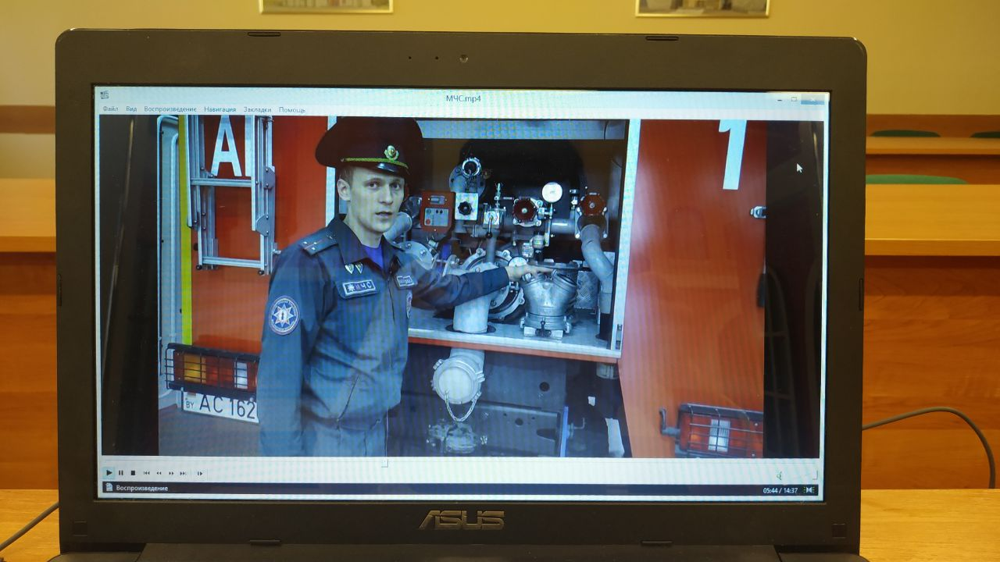 МЧС.mp4
Файл Вид Воспроизведение Навигация Закладки Помощь
А
1
МЧС
BY АС 162
Воспроизведение
05:44 / 14:37
ASUS